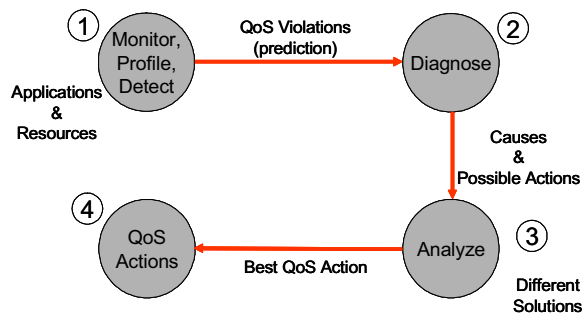 1
Monitor,
Profile,
Detect
Applications
&
Resources
QoS Violations
(prediction)
2
Diagnose
Causes
&
Possible Actions
3
Analyze
Different
Solutions
Best QoS Action
4
QoS
Actions